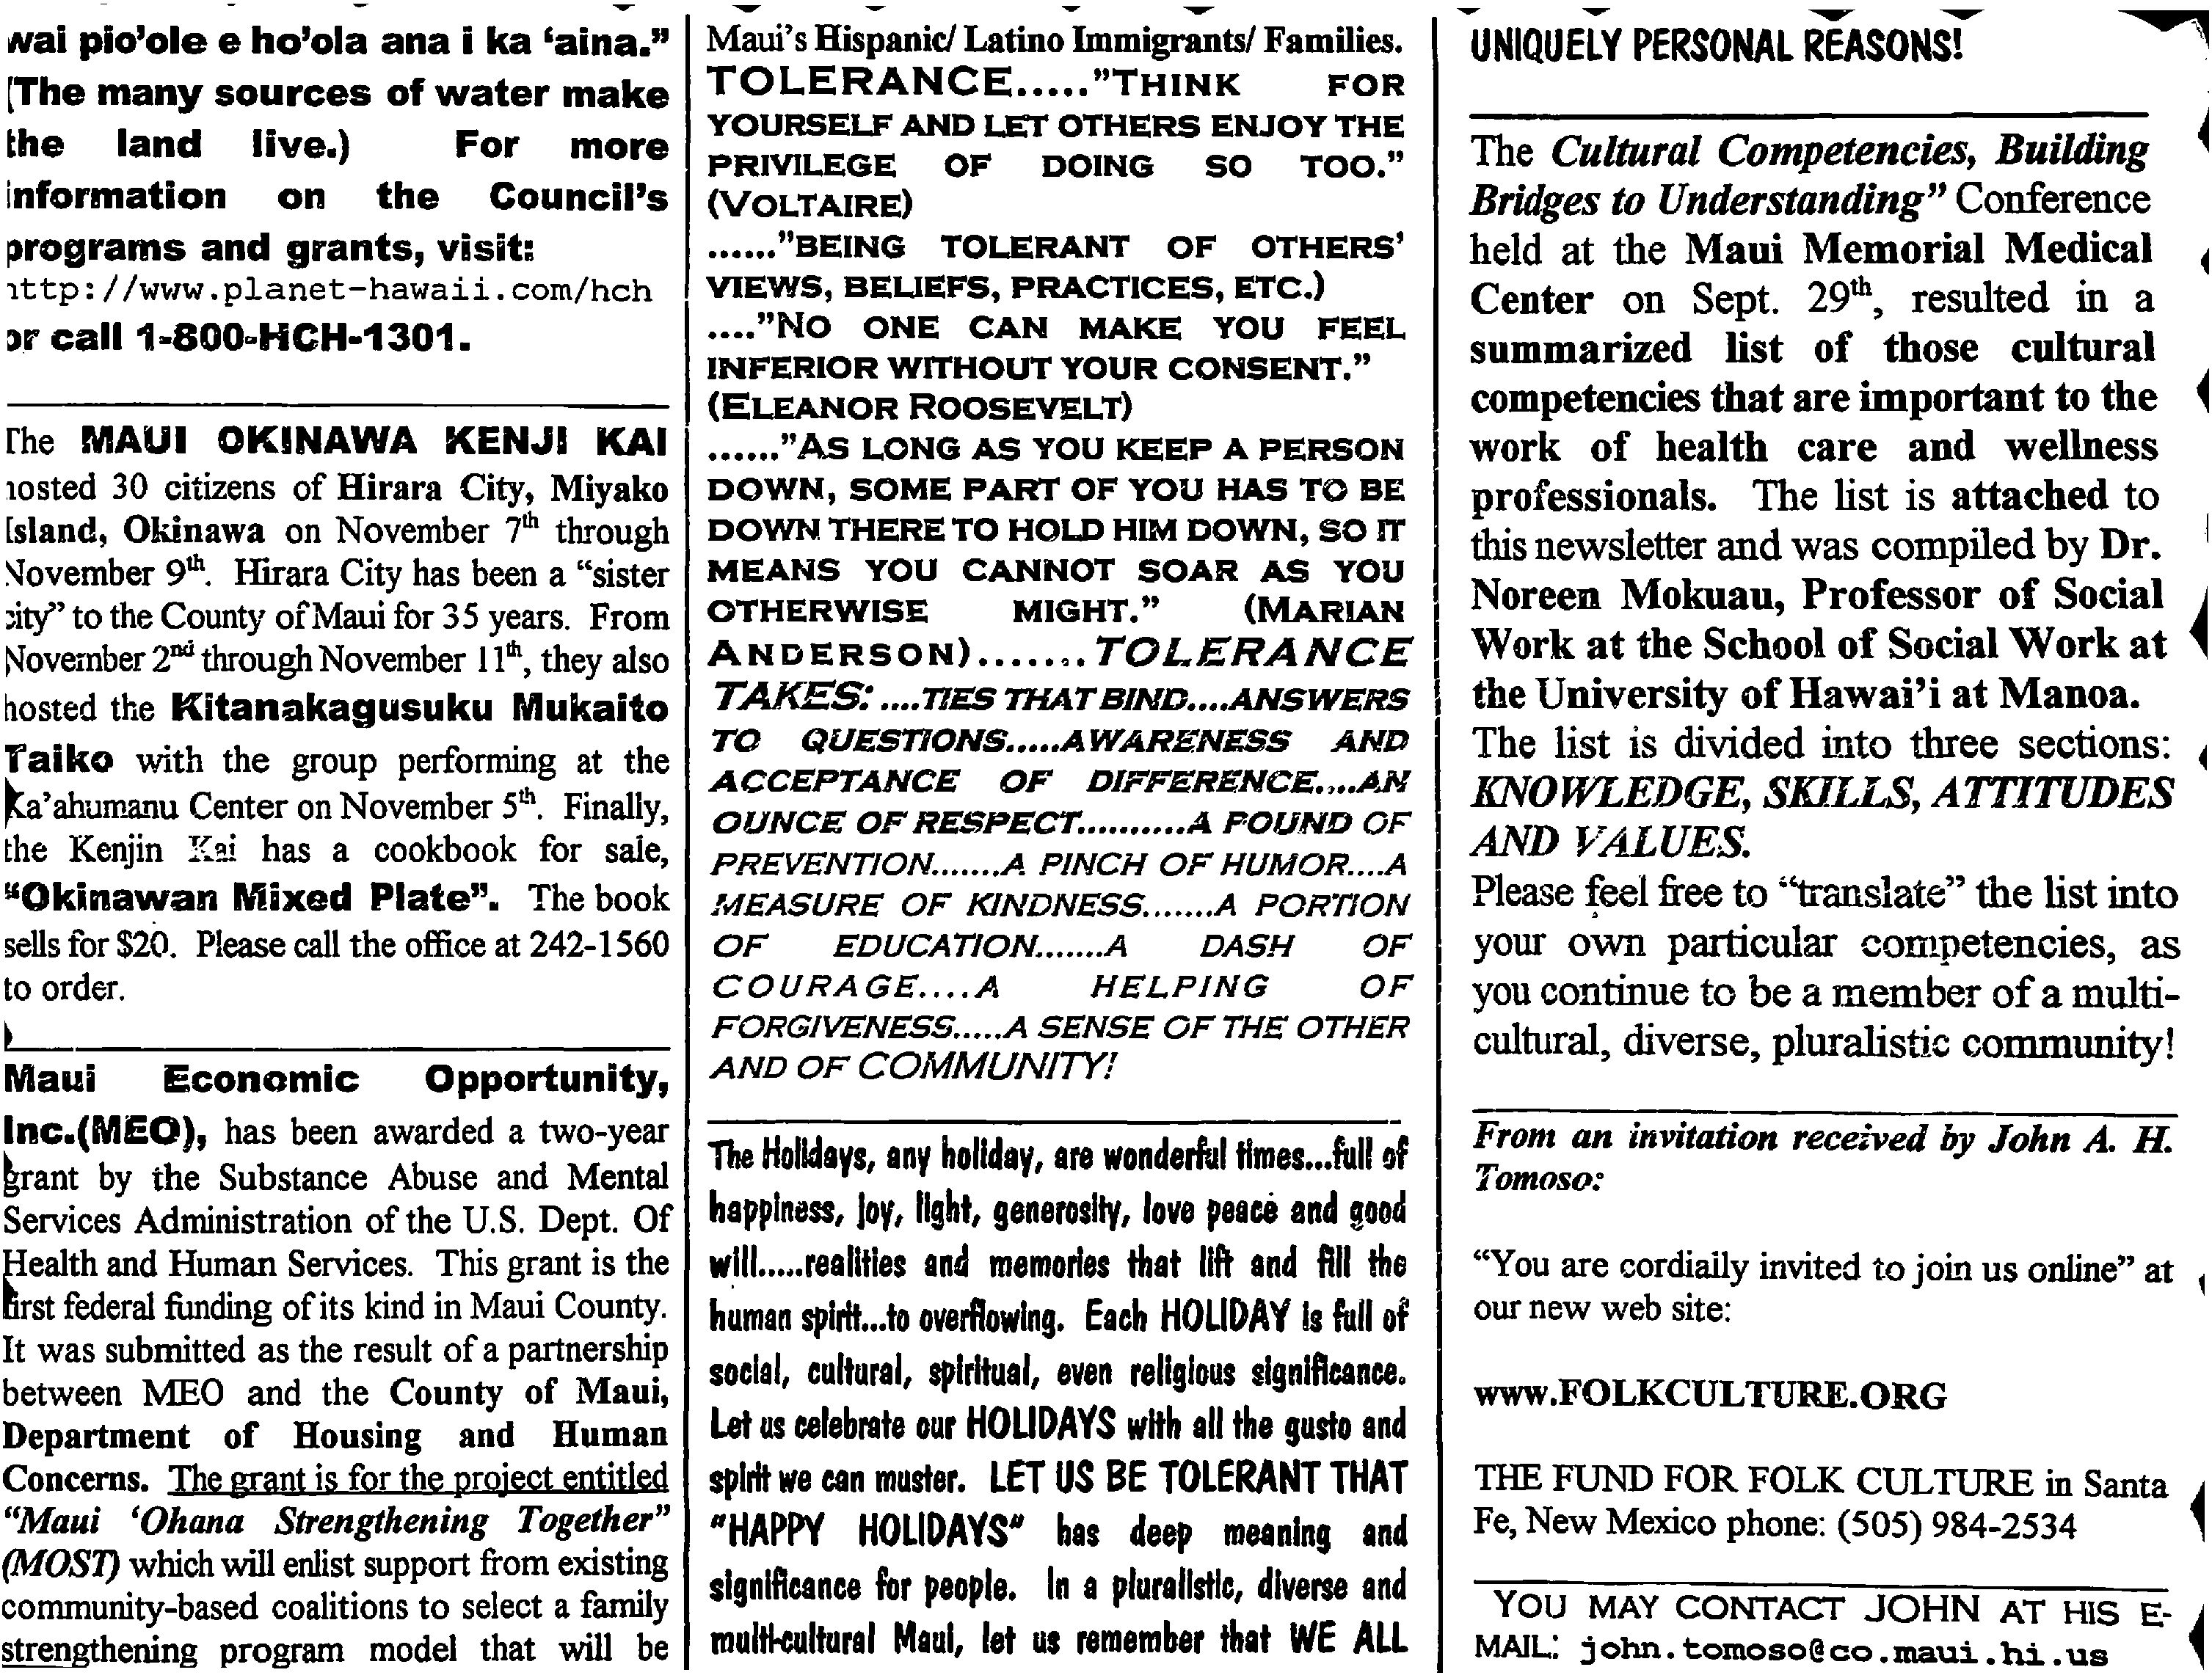 wai pio'ole e ho'ola ana i ka 'aina."
(The many sources of water make
the land live.) For more
information on the Council's
programs and grants, visit:
http://www.planet-hawaii.com/hch
or call 1-800-HCH-1301.
The MAUI OKINAWA KENJI KAI
hosted 30 citizens of Hirara City, Miyako
Island, Okinawa on November 7th through
November 9th. Hirara City has been a "sister
city" to the County of Maui for 35 years. From
November 2nd through November 11th, they also
hosted the Kitanakagusuku Mukaito
Taiko with the group performing at the
Ka'ahumanu Center on November 5th. Finally,
the Kenjin Kai has a cookbook for sale,
"Okinawan Mixed Plate". The book
sells for $20. Please call the office at 242-1560
to order.
Maui Economic Opportunity,
Inc.(MEO), has been awarded a two-year
grant by the Substance Abuse and Mental
Services Administration of the U.S. Dept. Of
Health and Human Services. This grant is the
first federal funding of its kind in Maui County.
It was submitted as the result of a partnership
between MEO and the County of Maui,
Department of Housing and Human
Concerns. The grant is for the project entitled
"Maui 'Ohana Strengthening Together"
(MOST) which will enlist support from existing
community-based coalitions to select a family
strengthening program model that will be
Maui's Hispanic/ Latino Immigrants/ Families.
TOLERANCE....."THINK FOR
YOURSELF AND LET OTHERS ENJOY THE
PRIVILEGE OF DOING SO TOO."
(VOLTAIRE)
......"BEING TOLERANT OF OTHERS'
VIEWS, BELIEFS, PRACTICES, ETC.)
...."NO ONE CAN MAKE YOU FEEL
INFERIOR WITHOUT YOUR CONSENT."
(ELEANOR ROOSEVELT)
......"AS LONG AS YOU KEEP A PERSON
DOWN, SOME PART OF YOU HAS TO BE
DOWN THERE TO HOLD HIM DOWN, SO IT
MEANS YOU CANNOT SOAR AS YOU
OTHERWISE MIGHT." (MARIAN
ANDERSON).......TOLERANCE
TAKES: ....TIES THAT BIND....ANSWERS
TO QUESTIONS.....AWARENESS AND
ACCEPTANCE OF DIFFERENCE....AN
OUNCE OF RESPECT..........A POUND OF
PREVENTION.......A PINCH OF HUMOR....A
MEASURE OF KINDNESS.......A PORTION
OF EDUCATION.......A DASH OF
COURAGE....A HELPING OF
FORGIVENESS.....A SENSE OF THE OTHER
AND OF COMMUNITY!
The Holidays, any holiday, are wonderful times...full of
happiness, joy, light, generosity, love peace and good
will.....realities and memories that lift and fill the
human spirit...to overflowing. Each HOLIDAY is full of
social, cultural, spiritual, even religious significance.
Let us celebrate our HOLIDAYS with all the gusto and
spirit we can muster. LET US BE TOLERANT THAT
"HAPPY HOLIDAYS" has deep meaning and
significance for people. In a pluralistic, diverse and
multi-cultural Maui, let us remember that WE ALL
UNIQUELY PERSONAL REASONS!
The Cultural Competencies, Building
Bridges to Understanding" Conference
held at the Maui Memorial Medical
Center on Sept. 29th, resulted in a
summarized list of those cultural
competencies that are important to the
work of health care and wellness
professionals. The list is attached to
this newsletter and was compiled by Dr.
Noreen Mokuau, Professor of Social
Work at the School of Social Work at
the University of Hawai'i at Manoa.
The list is divided into three sections:
KNOWLEDGE, SKILLS, ATTITUDES
AND VALUES.
Please feel free to "translate" the list into
your own particular competencies, as
you continue to be a member of a multi-
cultural, diverse, pluralistic community!
From an invitation received by John A. H.
Tomoso:
"You are cordially invited to join us online" at
our new web site:
www.FOLKCULTURE.ORG
THE FUND FOR FOLK CULTURE in Santa
Fe, New Mexico phone: (505) 984-2534
YOU MAY CONTACT JOHN AT HIS E-
MAIL: john.tomoso@co.maui.hi.us